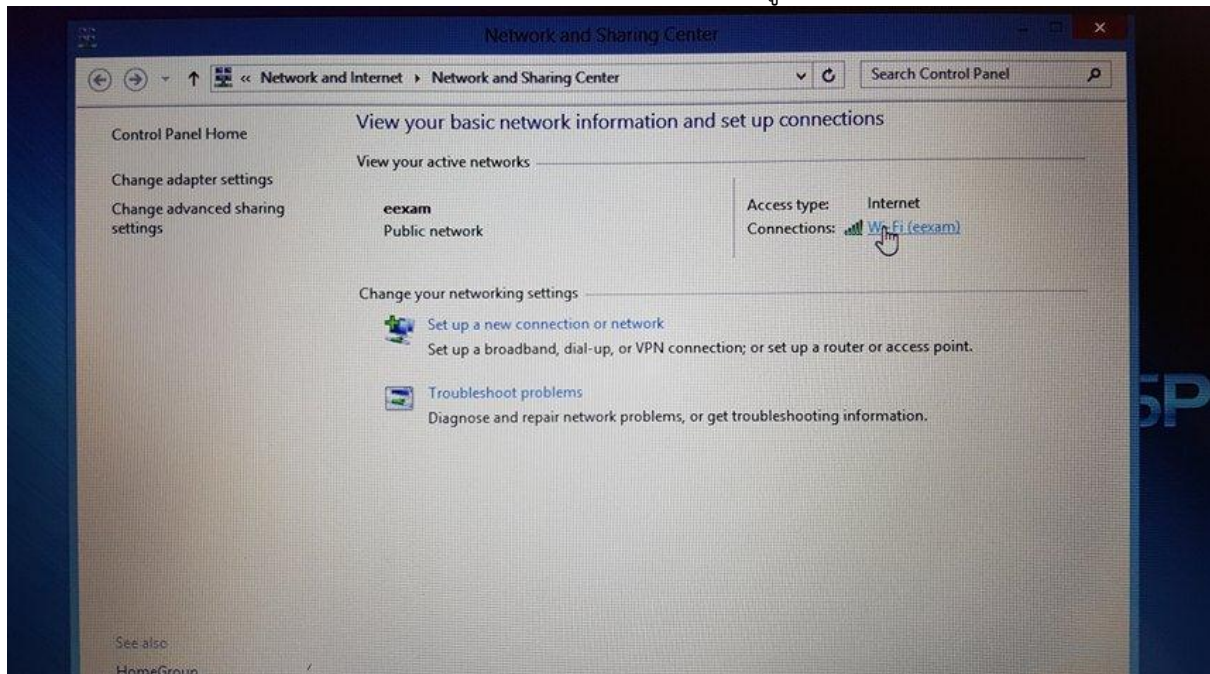 Network and Sharing Center
« Network and Internet ▸ Network and Sharing Center
Search Control Panel
Control Panel Home
Change adapter settings
Change advanced sharing
settings
View your basic network information and set up connections
View your active networks
eexam
Public network
Access type: Internet
Connections: Wi-Fi (eexam)
Change your networking settings
Set up a new connection or network
Set up a broadband, dial-up, or VPN connection; or set up a router or access point.
Troubleshoot problems
Diagnose and repair network problems, or get troubleshooting information.
See also
HomeGroup
5P